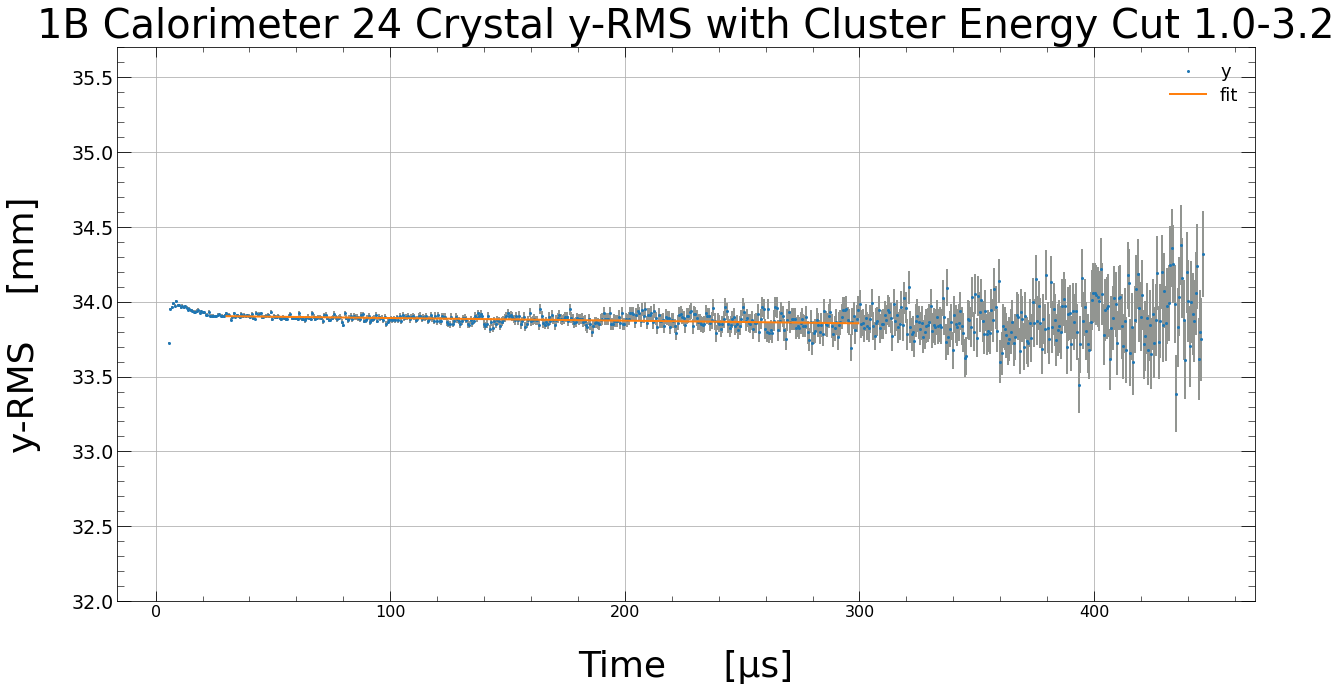 1B Calorimeter 24 Crystal y-RMS with Cluster Energy Cut 1.0-3.2
y
fit
35.5
35.0
34.5
34.0
33.5
33.0
32.5
32.0
y-RMS [mm]
0 100 200 300 400
Time [µs]